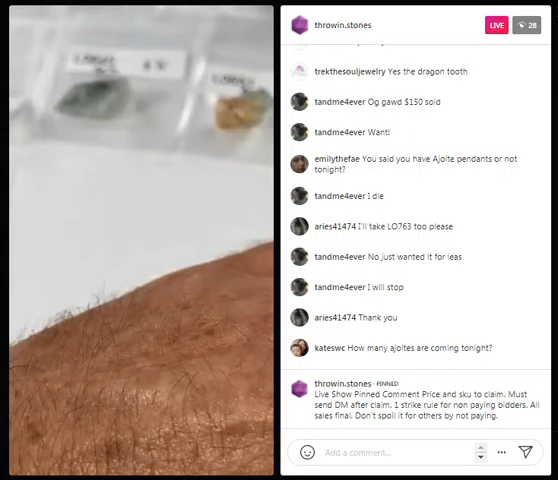 throwin.stones
LIVE
28
trekthesouljewelry Yes the dragon tooth
tandme4ever Og gawd $150 sold
tandme4ever Want!
emilythefae You said you have Ajoite pendants or not
tonight?
tandme4ever I die
aries41474 I'll take LO763 too please
tandme4ever No just wanted it for leas
tandme4ever I will stop
aries41474 Thank you
kateswc How many ajoites are coming tonight?
throwin.stones · PINNED
Live Show Pinned Comment Price and sku to claim. Must
send DM after claim. 1 strike rule for non paying bidders. All
sales final. Don't spoil it for others by not paying.
Add a comment...